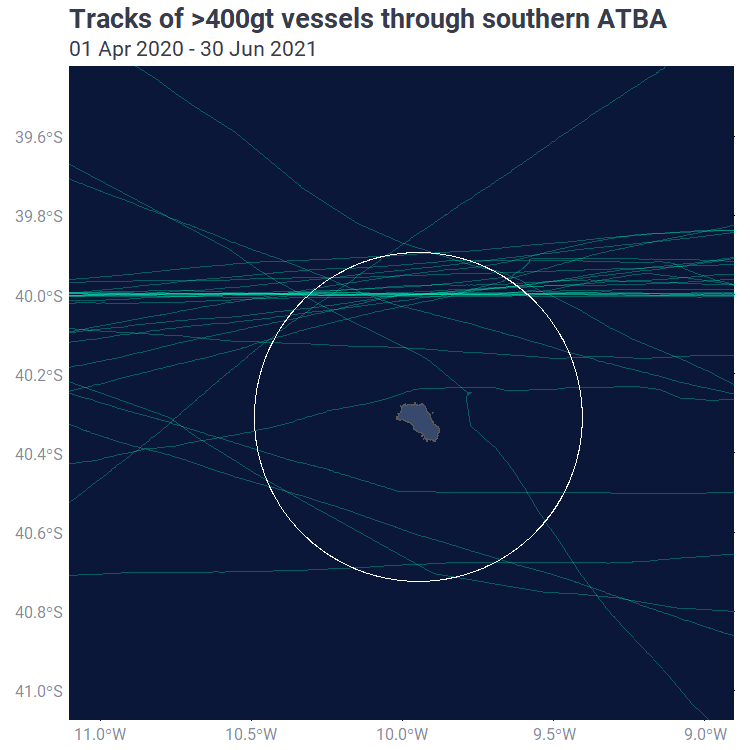 Tracks of >400gt vessels through southern ATBA
01 Apr 2020 - 30 Jun 2021
39.6°S
39.8°S
40.0°S
40.2°S
40.4°S
40.6°S
40.8°S
41.0°S
11.0°W 10.5°W 10.0°W 9.5°W 9.0°W